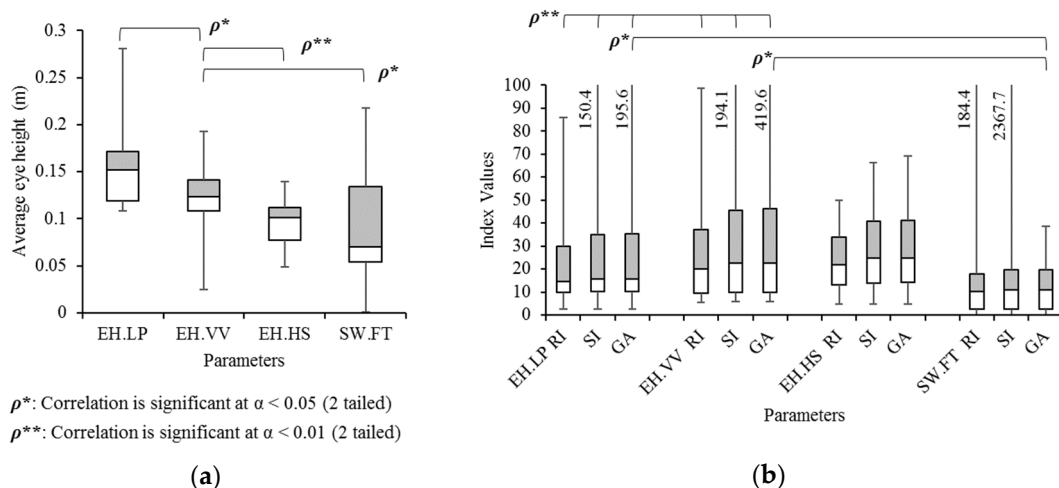 ρ*
ρ**
ρ*
0.3
0.25
0.2
0.15
0.1
0.05
0
Average eye height (m)
EH.LP EH.VV EH.HS SW.FT
Parameters
ρ*: Correlation is significant at α < 0.05 (2 tailed)
ρ**: Correlation is significant at α < 0.01 (2 tailed)
(a)
ρ**
ρ*
ρ*
100
90
80
70
60
50
40
30
20
10
0
Index Values
150.4
195.6
194.1
419.6
184.4
2367.7
EH.LP RI
SI
GA
EH.VV RI
SI
GA
EH.HS RI
SI
GA
SW.FT RI
SI
GA
Parameters
(b)